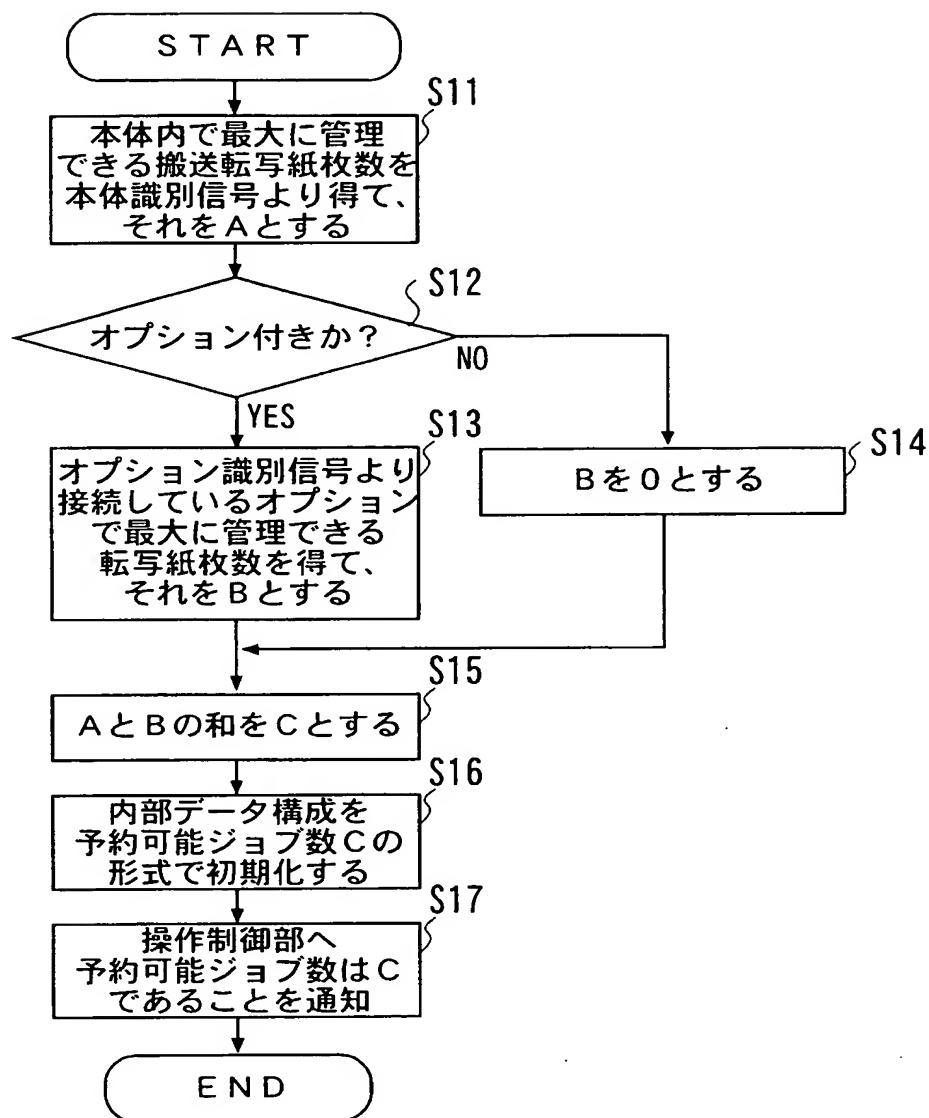 START
S11
本体内で最大に管理
できる搬送転写紙枚数を
本体識別信号より得て、
それをAとする
S12
オプション付きか?
NO
YES
S13
オプション識別信号より
接続しているオプション
で最大に管理できる
転写紙枚数を得て、
それをBとする
S14
Bを0とする
S15
AとBの和をCとする
S16
内部データ構成を
予約可能ジョブ数Cの
形式で初期化する
S17
操作制御部へ
予約可能ジョブ数はC
であることを通知
END